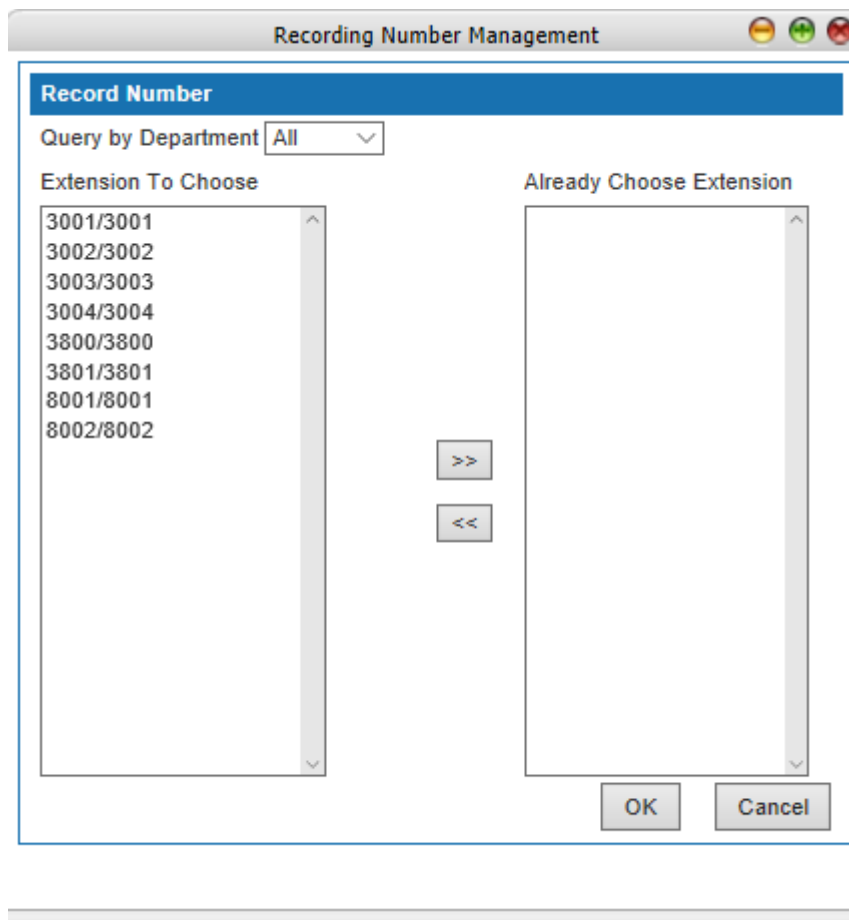 Recording Number Management
Record Number
Query by Department All
Extension To Choose
3001/3001
3002/3002
3003/3003
3004/3004
3800/3800
3801/3801
8001/8001
8002/8002
>>
<<
Already Choose Extension
OK
Cancel